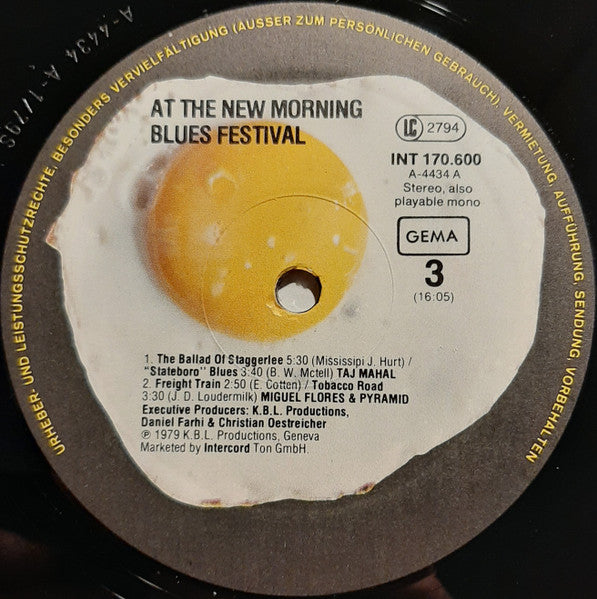 A-4434 A-1/79S
URHEBER- UND LEISTUNGSSCHUTZRECHTE, BESONDERS VERVIELFÄLTIGUNG (AUSSER ZUM PERSÖNLICHEN GEBRAUCH). VERMIETUNG, AUFFÜHRUNG, SENDUNG, VORBEHALTEN
AT THE NEW MORNING
BLUES FESTIVAL
LC 2794
INT 170.600
A-4434 A
Stereo, also
playable mono
GEMA
3
(16:05)
1. The Ballad Of Staggerlee 5:30 (Mississipi J. Hurt) /
"Stateboro" Blues 3:40 (B. W. Mctell) TAJ MAHAL
2. Freight Train 2:50 (E. Cotten) / Tobacco Road
3:30 (J. D. Loudermilk) MIGUEL FLORES & PYRAMID
Executive Producers: K.B.L. Productions,
Daniel Farhi & Christian Oestreicher
℗ 1979 K.B.L. Productions, Geneva
Marketed by Intercord Ton GmbH.